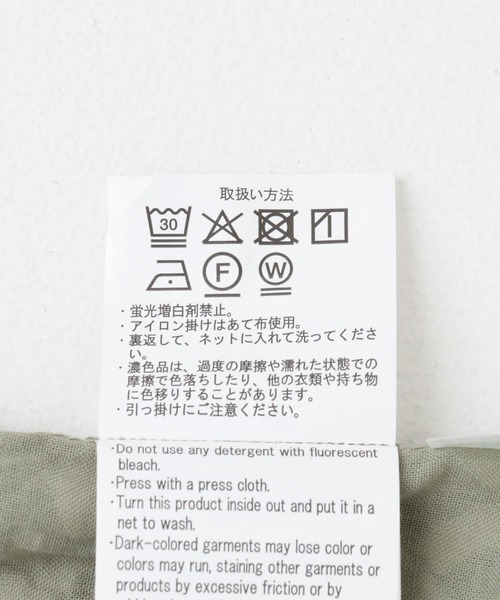 取扱い方法
30
F W
・蛍光増白剤禁止。
・アイロン掛けはあて布使用。
・裏返して、ネットに入れて洗ってくださ
い。
・濃色品は、過度の摩擦や濡れた状態での
摩擦で色落ちしたり、他の衣類や持ち物
に色移りすることがあります。
・引っ掛けにご注意ください。
・Do not use any detergent with fluorescent
bleach.
・Press with a press cloth.
・Turn this product inside out and put it in a
net to wash.
・Dark-colored garments may lose color or
colors may run, staining other garments or
products by excessive friction or by